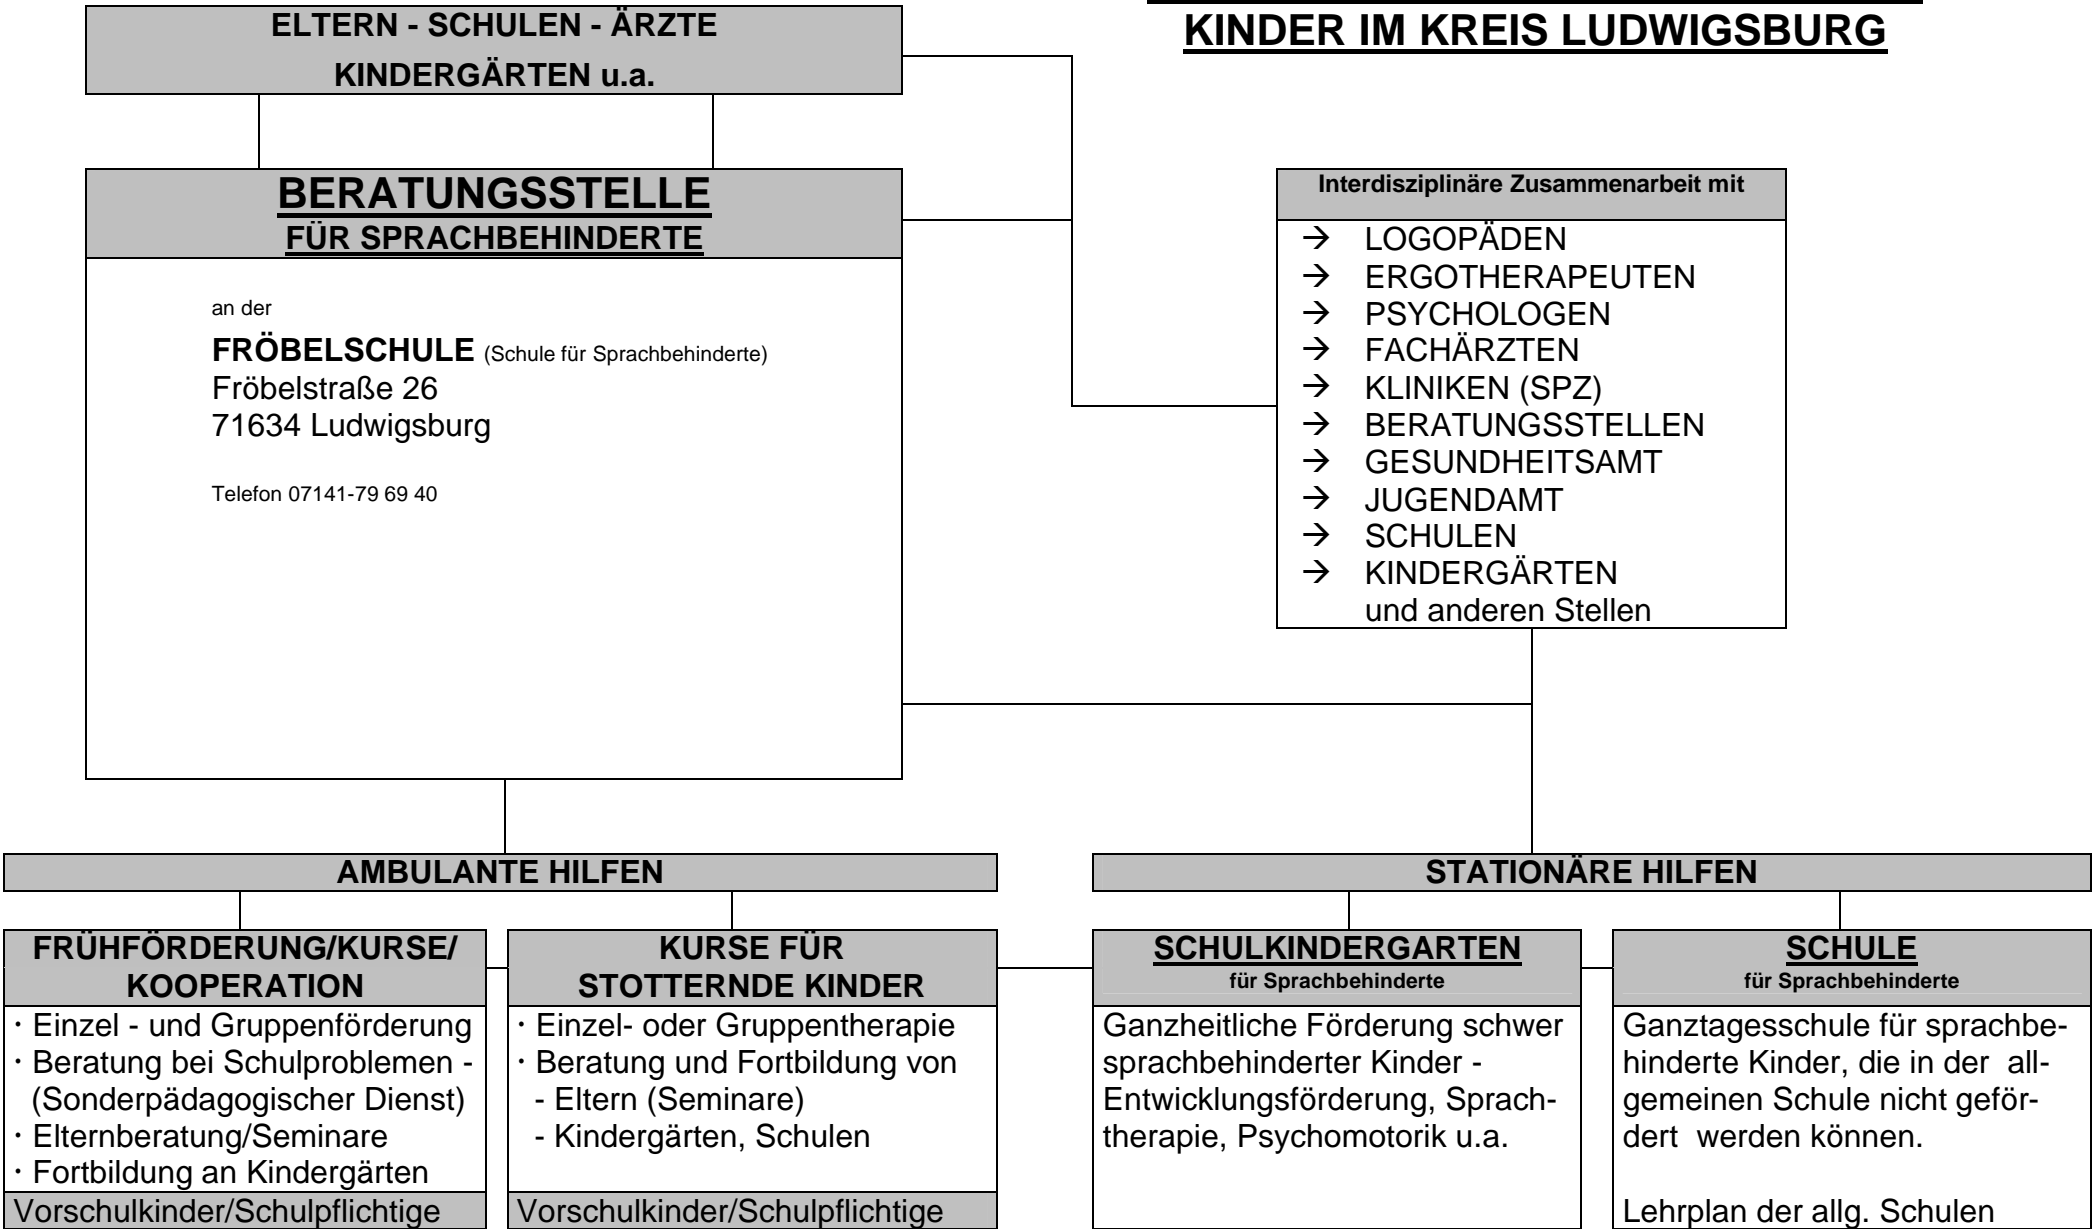 KINDER IM KREIS LUDWIGSBURG
ELTERN - SCHULEN - ÄRZTE
KINDERGÄRTEN u.a.
BERATUNGSSTELLE
FÜR SPRACHBEHINDERTE
an der
FRÖBELSCHULE (Schule für Sprachbehinderte)
Fröbelstraße 26
71634 Ludwigsburg
Telefon 07141-79 69 40
Interdisziplinäre Zusammenarbeit mit
→ LOGOPÄDEN
→ ERGOTHERAPEUTEN
→ PSYCHOLOGEN
→ FACHÄRZTEN
→ KLINIKEN (SPZ)
→ BERATUNGSSTELLEN
→ GESUNDHEITSAMT
→ JUGENDAMT
→ SCHULEN
→ KINDERGÄRTEN
und anderen Stellen
AMBULANTE HILFEN
FRÜHFÖRDERUNG/KURSE/
KOOPERATION
· Einzel - und Gruppenförderung
· Beratung bei Schulproblemen -
(Sonderpädagogischer Dienst)
· Elternberatung/Seminare
· Fortbildung an Kindergärten
Vorschulkinder/Schulpflichtige
KURSE FÜR
STOTTERNDE KINDER
· Einzel- oder Gruppentherapie
· Beratung und Fortbildung von
- Eltern (Seminare)
- Kindergärten, Schulen
Vorschulkinder/Schulpflichtige
STATIONÄRE HILFEN
SCHULKINDERGARTEN
für Sprachbehinderte
Ganzheitliche Förderung schwer
sprachbehinderter Kinder -
Entwicklungsförderung, Sprach-
therapie, Psychomotorik u.a.
SCHULE
für Sprachbehinderte
Ganztagesschule für sprachbe-
hinderte Kinder, die in der all-
gemeinen Schule nicht geför-
dert werden können.
Lehrplan der allg. Schulen